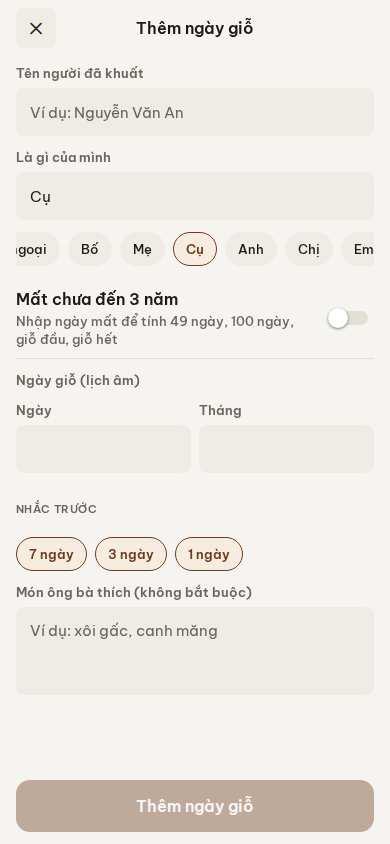 Thêm ngày giỗ
Tên người đã khuất
Ví dụ: Nguyễn Văn An
Là gì của mình
Cụ
ngoại Bố Mẹ Cụ Anh Chị Em
Mất chưa đến 3 năm
Nhập ngày mất để tính 49 ngày, 100 ngày,
giỗ đầu, giỗ hết
Ngày giỗ (lịch âm)
Ngày Tháng
NHẮC TRƯỚC
7 ngày 3 ngày 1 ngày
Món ông bà thích (không bắt buộc)
Ví dụ: xôi gấc, canh măng
Thêm ngày giỗ